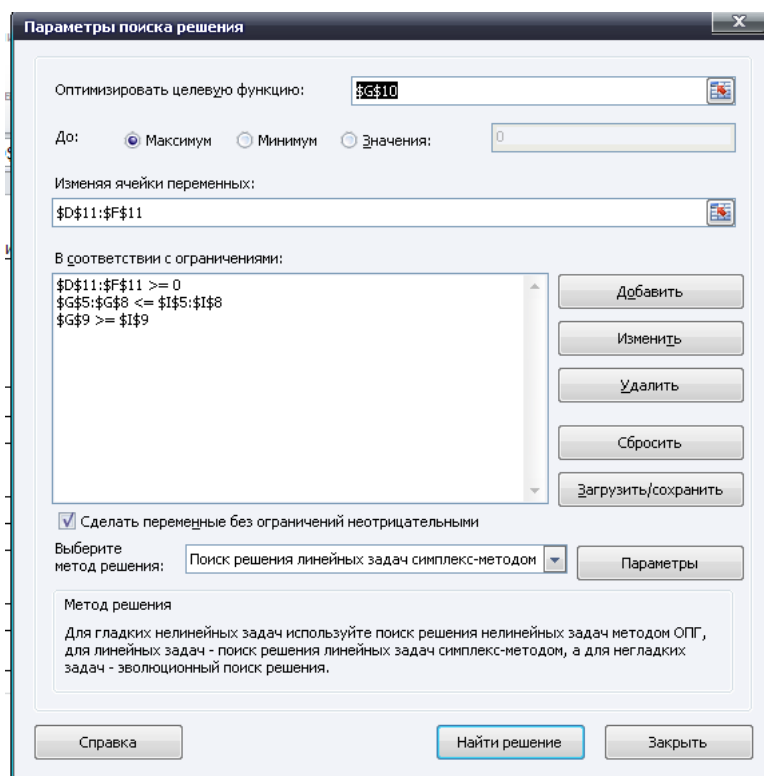 Параметры поиска решения
Оптимизировать целевую функцию: $G$10
До: Максимум Минимум Значения: 0
Изменяя ячейки переменных:
$D$11:$F$11
В соответствии с ограничениями:
$D$11:$F$11 >= 0
$G$5:$G$8 <= $I$5:$I$8
$G$9 >= $I$9
Добавить
Изменить
Удалить
Сбросить
Загрузить/сохранить
Сделать переменные без ограничений неотрицательными
Выберите
метод решения:
Поиск решения линейных задач симплекс-методом
Параметры
Метод решения
Для гладких нелинейных задач используйте поиск решения нелинейных задач методом ОПГ,
для линейных задач - поиск решения линейных задач симплекс-методом, а для негладких
задач - эволюционный поиск решения.
Справка
Найти решение
Закрыть